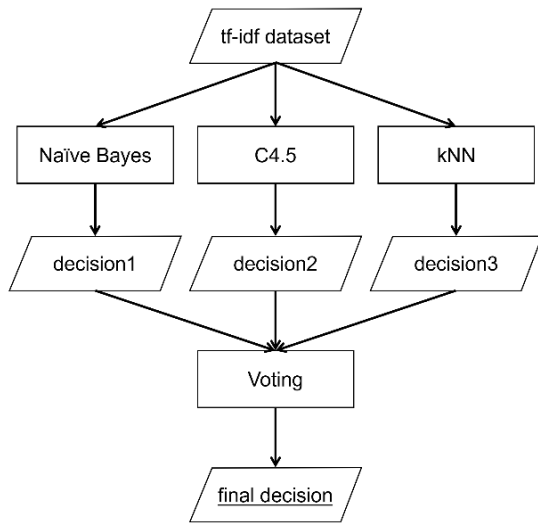 tf-idf dataset
Naïve Bayes
C4.5
kNN
decision1
decision2
decision3
Voting
final decision